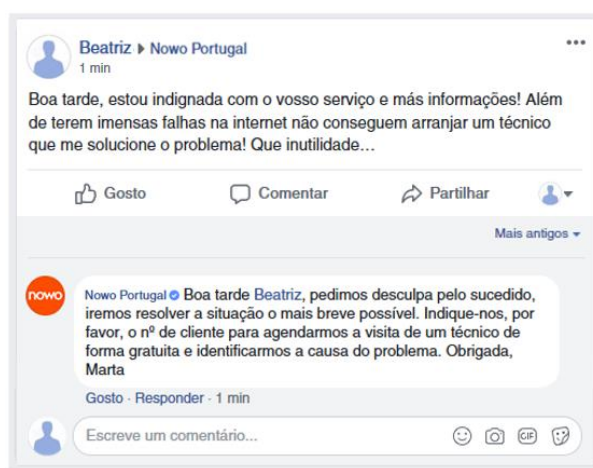 Beatriz Nowo Portugal
1 min
Boa tarde, estou indignada com o vosso serviço e más informações! Além
de terem imensas falhas na internet não conseguem arranjar um técnico
que me solucione o problema! Que inutilidade…
Gosto Comentar Partilhar
Mais antigos
nowo
Nowo Portugal Boa tarde Beatriz, pedimos desculpa pelo sucedido,
iremos resolver a situação o mais breve possível. Indique-nos, por
favor, o nº de cliente para agendarmos a visita de um técnico de
forma gratuita e identificarmos a causa do problema. Obrigada,
Marta
Gosto · Responder · 1 min
Escreve um comentário... GIF